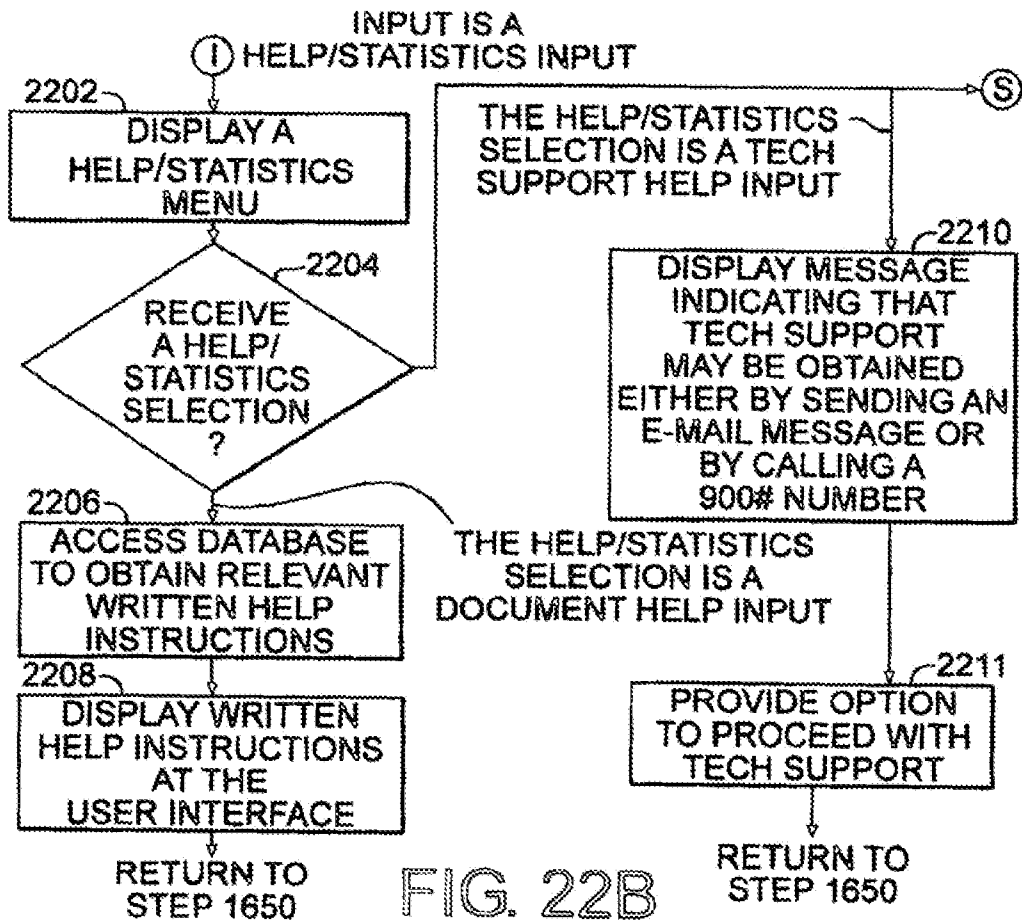 INPUT IS A
HELP/STATISTICS INPUT
I
2202
DISPLAY A
HELP/STATISTICS
MENU
2204
RECEIVE
A HELP/
STATISTICS
SELECTION
?
S
THE HELP/STATISTICS
SELECTION IS A TECH
SUPPORT HELP INPUT
2210
DISPLAY MESSAGE
INDICATING THAT
TECH SUPPORT
MAY BE OBTAINED
EITHER BY SENDING AN
E-MAIL MESSAGE OR
BY CALLING A
900# NUMBER
2206
ACCESS DATABASE
TO OBTAIN RELEVANT
WRITTEN HELP
INSTRUCTIONS
THE HELP/STATISTICS
SELECTION IS A
DOCUMENT HELP INPUT
2208
DISPLAY WRITTEN
HELP INSTRUCTIONS
AT THE
USER INTERFACE
RETURN TO
STEP 1650
2211
PROVIDE OPTION
TO PROCEED WITH
TECH SUPPORT
RETURN TO
STEP 1650
FIG. 22B